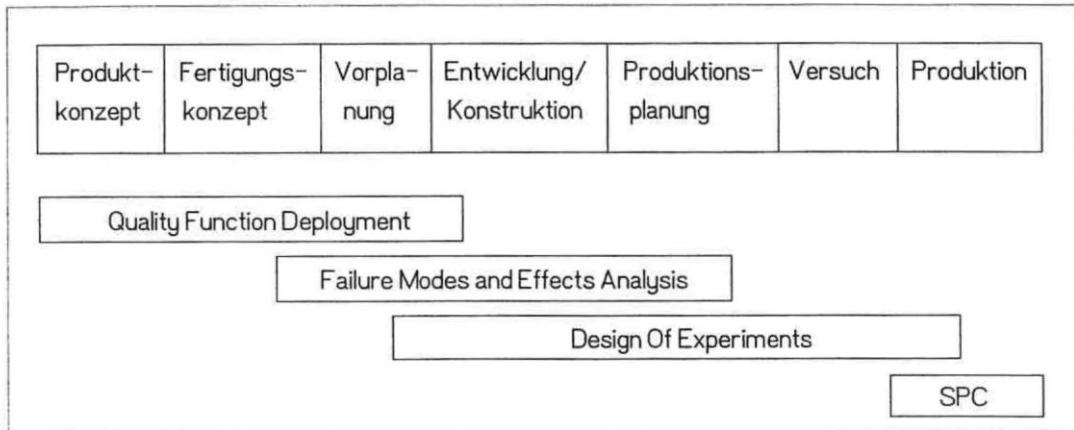 Produkt-
konzept
Fertigungs-
konzept
Vorpla-
nung
Entwicklung/
Konstruktion
Produktions-
planung
Versuch
Produktion
Quality Function Deployment
Failure Modes and Effects Analysis
Design Of Experiments
SPC